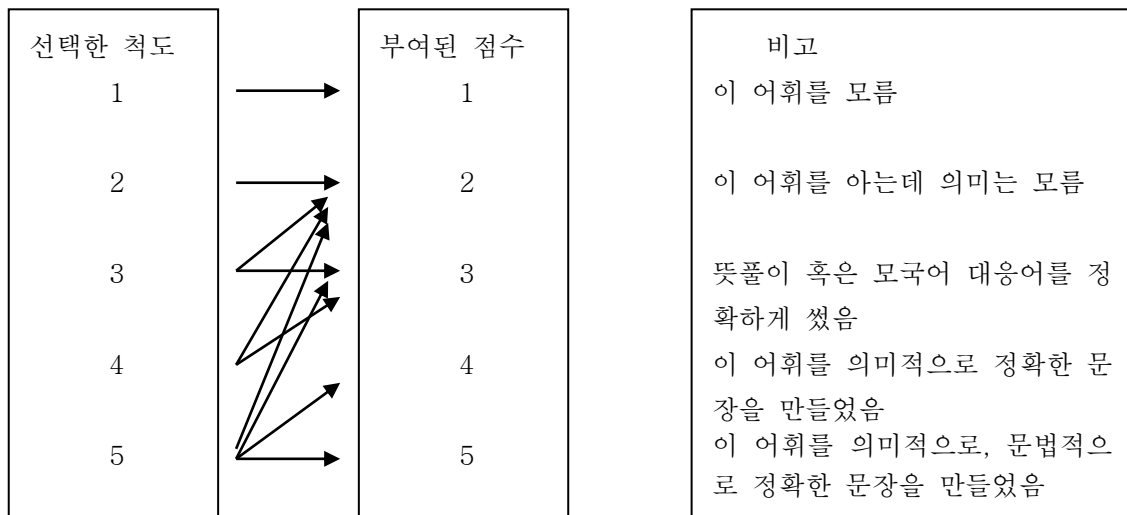 선택한 척도
1
2
3
4
5
부여된 점수
1
2
3
4
5
비고
이 어휘를 모름
이 어휘를 아는데 의미는 모름
뜻풀이 혹은 모국어 대응어를 정
확하게 썼음
이 어휘를 의미적으로 정확한 문
장을 만들었음
이 어휘를 의미적으로, 문법적으
로 정확한 문장을 만들었음